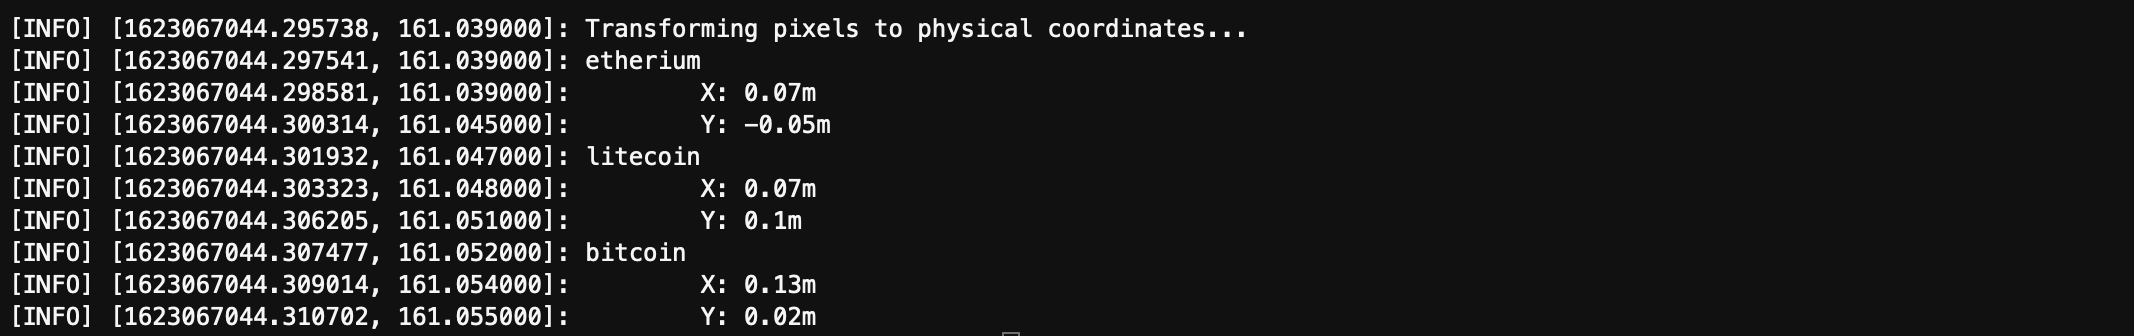 [INFO] [1623067044.295738, 161.039000]: Transforming pixels to physical coordinates...
[INFO] [1623067044.297541, 161.039000]: etherium
[INFO] [1623067044.298581, 161.039000]:         X: 0.07m
[INFO] [1623067044.300314, 161.045000]:         Y: -0.05m
[INFO] [1623067044.301932, 161.047000]: litecoin
[INFO] [1623067044.303323, 161.048000]:         X: 0.07m
[INFO] [1623067044.306205, 161.051000]:         Y: 0.1m
[INFO] [1623067044.307477, 161.052000]: bitcoin
[INFO] [1623067044.309014, 161.054000]:         X: 0.13m
[INFO] [1623067044.310702, 161.055000]:         Y: 0.02m